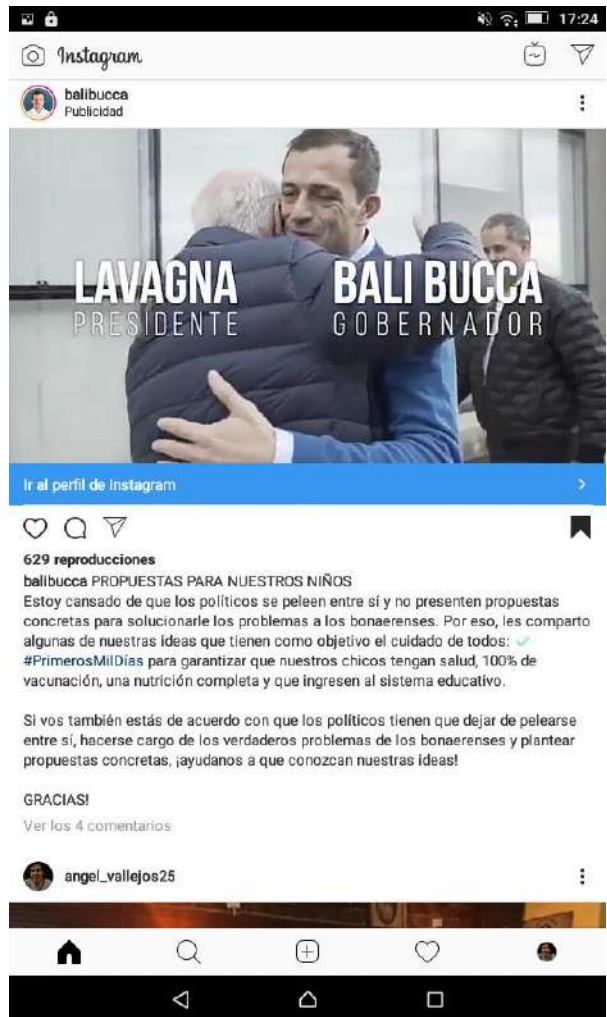 17:24
Instagram
balibucca
Publicidad
LAVAGNA BALI BUCCA
PRESIDENTE GOBERNADOR
Ir al perfil de Instagram
629 reproducciones
balibucca PROPUESTAS PARA NUESTROS NIÑOS
Estoy cansado de que los políticos se peleen entre sí y no presenten propuestas
concretas para solucionarle los problemas a los bonaerenses. Por eso, les comparto
algunas de nuestras ideas que tienen como objetivo el cuidado de todos: ✅
#PrimerosMilDías para garantizar que nuestros chicos tengan salud, 100% de
vacunación, una nutrición completa y que ingresen al sistema educativo.
Si vos también estás de acuerdo con que los políticos tienen que dejar de pelearse
entre sí, hacerse cargo de los verdaderos problemas de los bonaerenses y plantear
propuestas concretas, ¡ayudanos a que conozcan nuestras ideas!
GRACIAS!
Ver los 4 comentarios
angel_vallejos25